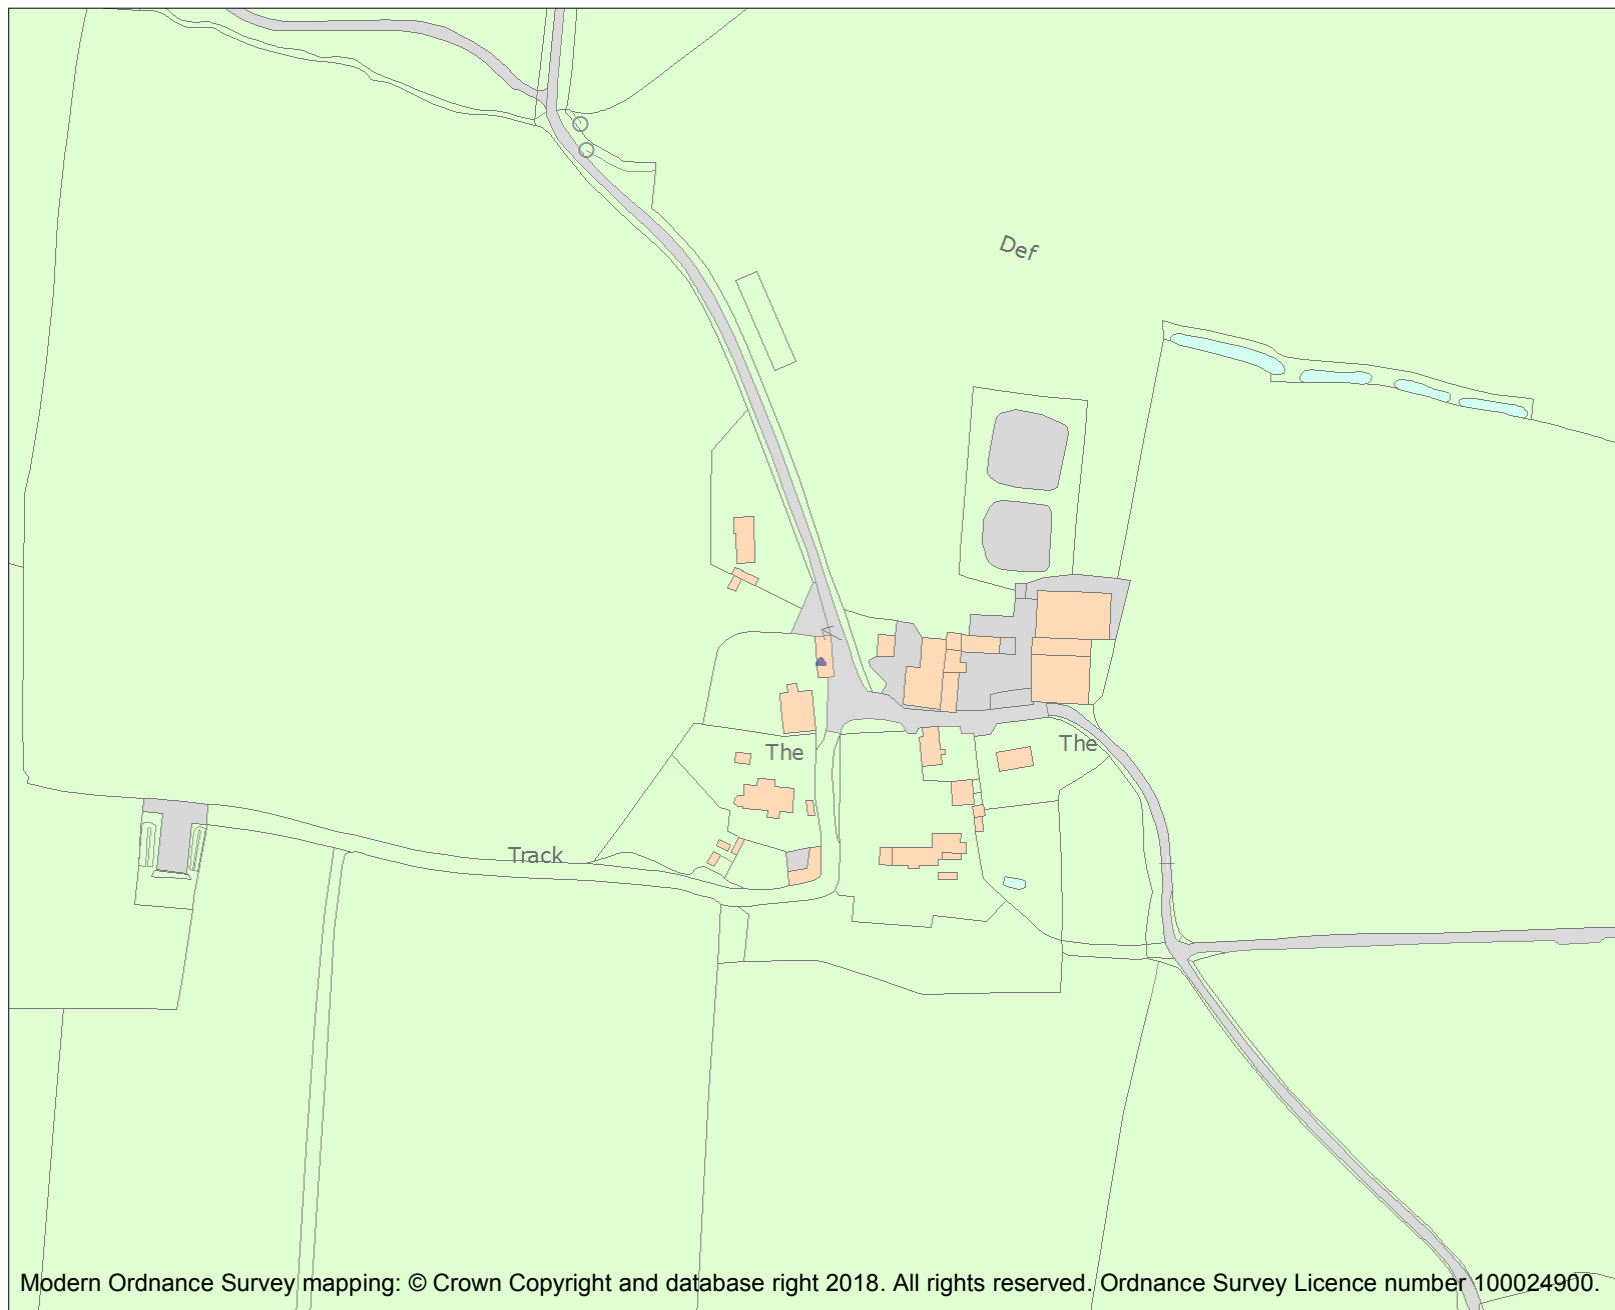 Def
The
The
Track
Modern Ordnance Survey mapping: © Crown Copyright and database right 2018. All rights reserved. Ordnance Survey Licence number 100024900.